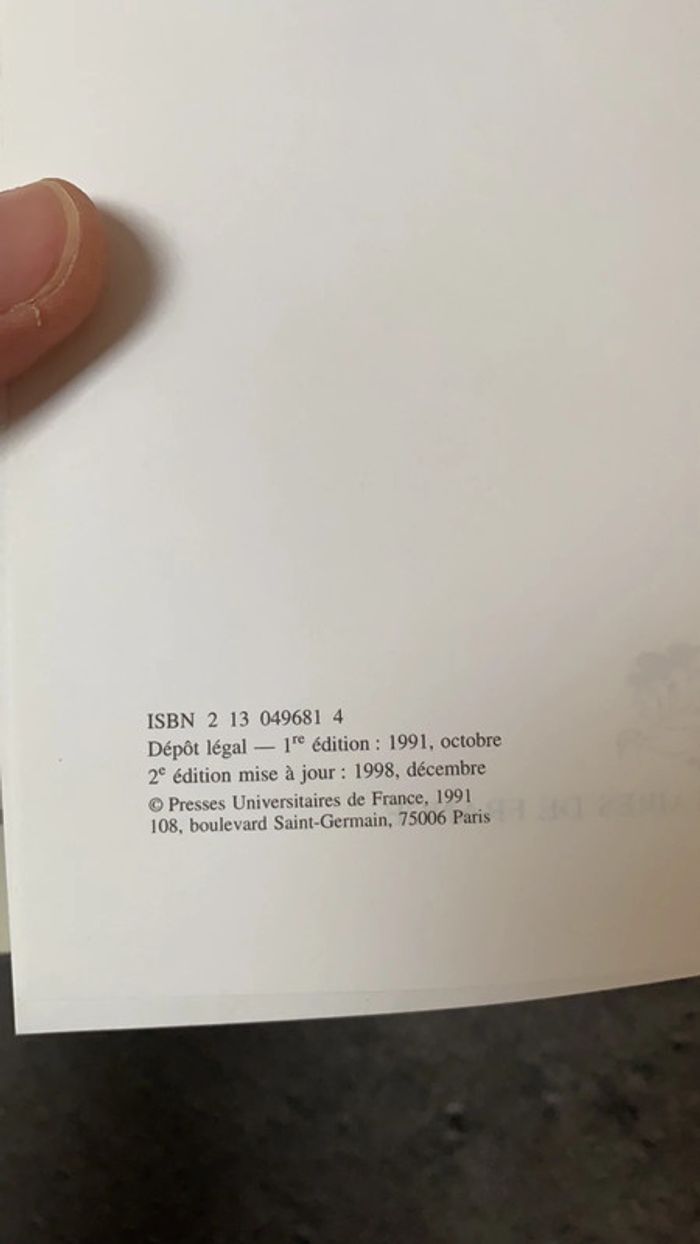 ISBN 2 13 049681 4
Dépôt légal — 1re édition : 1991, octobre
2e édition mise à jour : 1998, décembre
© Presses Universitaires de France, 1991
108, boulevard Saint-Germain, 75006 Paris